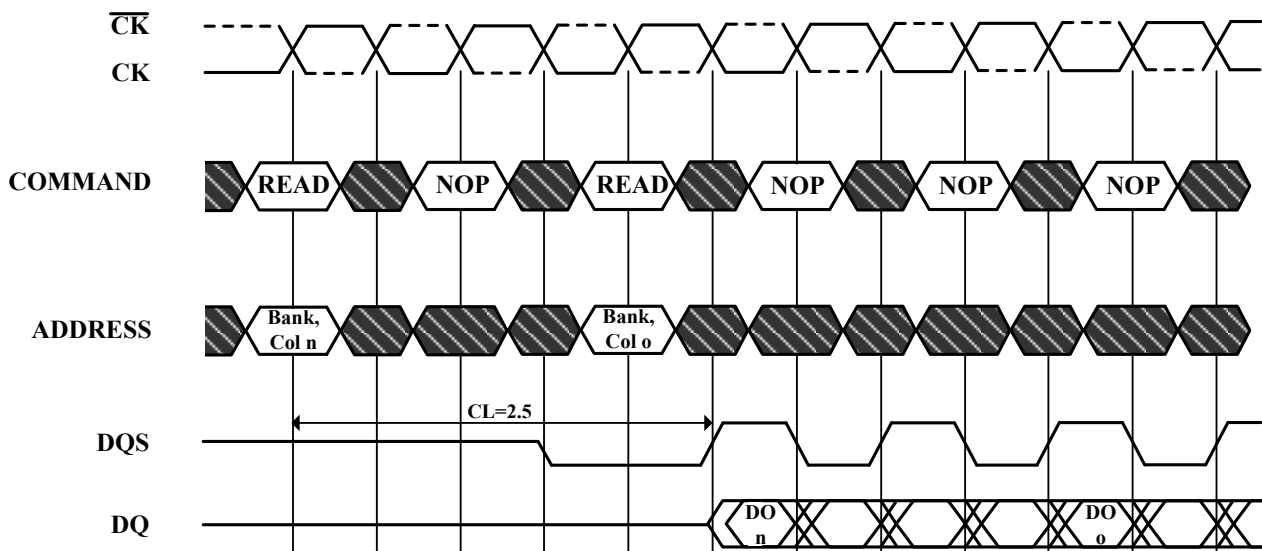 CK
CK
COMMAND
READ NOP READ NOP NOP NOP
ADDRESS
Bank,
Col n
Bank,
Col o
CL=2.5
DQS
DQ
DO
n
DO
o